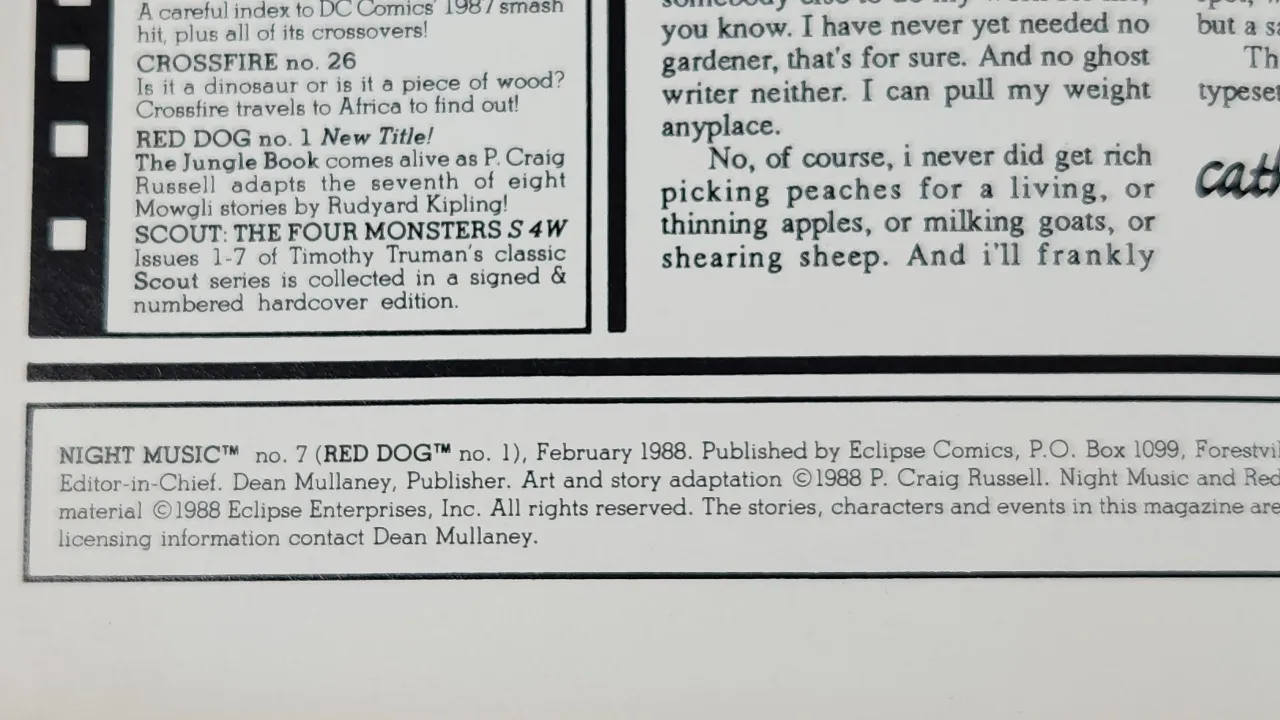 A careful index to DC Comics' 1987 smash
hit, plus all of its crossovers!
CROSSFIRE no. 26
Is it a dinosaur or is it a piece of wood?
Crossfire travels to Africa to find out!
RED DOG no. 1 New Title!
The Jungle Book comes alive as P. Craig
Russell adapts the seventh of eight
Mowgli stories by Rudyard Kipling!
SCOUT: THE FOUR MONSTERS S4W
Issues 1-7 of Timothy Truman's classic
Scout series is collected in a signed &
numbered hardcover edition.
you know. I have never yet needed no
gardener, that's for sure. And no ghost
writer neither. I can pull my weight
anyplace.
No, of course, i never did get rich
picking peaches for a living, or
thinning apples, or milking goats, or
shearing sheep. And i'll frankly
but a
NIGHT MUSIC™ no. 7 (RED DOG™ no. 1), February 1988. Published by Eclipse Comics, P.O. Box 1099,
Editor-in-Chief. Dean Mullaney, Publisher. Art and story adaptation ©1988 P. Craig Russell. Night Music and Red
material ©1988 Eclipse Enterprises, Inc. All rights reserved. The stories, characters and events in this magazine are
licensing information contact Dean Mullaney.